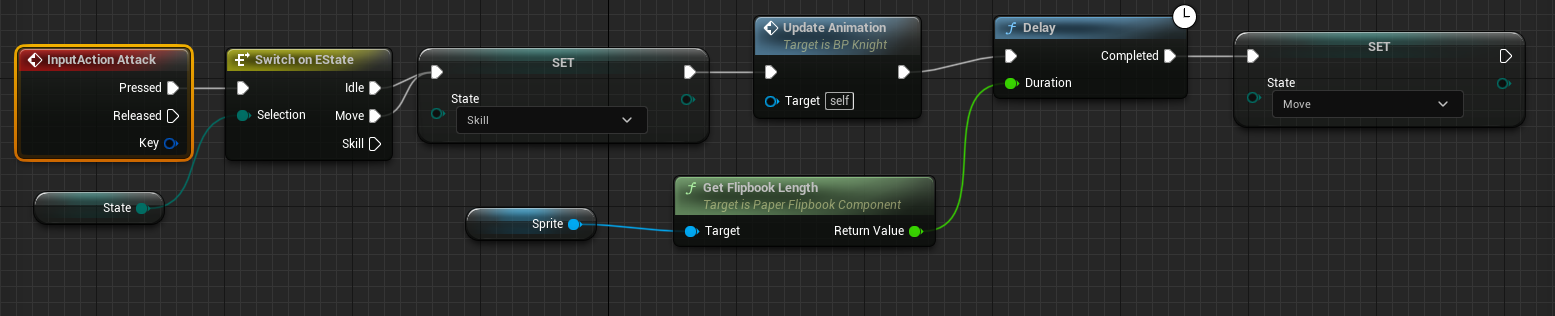 InputAction Attack
Pressed
Released
Key
State
Switch on EState
Idle
Selection
Move
Skill
SET
State
Skill
Sprite
Get Flipbook Length
Target is Paper Flipbook Component
Target
Return Value
Update Animation
Target is BP Knight
Target
self
Delay
Completed
Duration
SET
State
Move